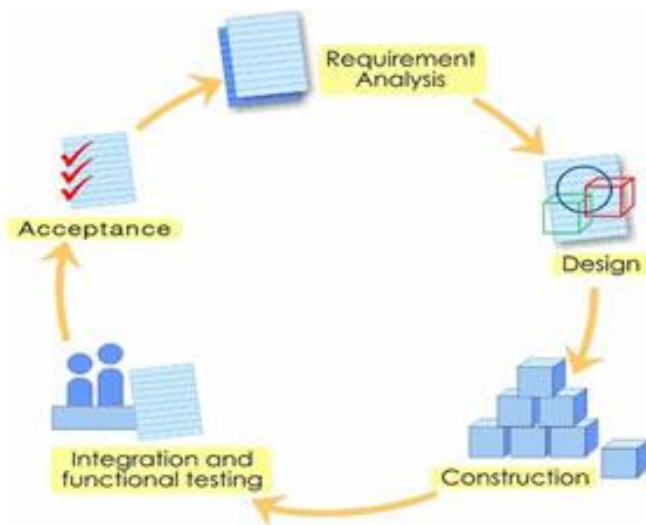 Requirement
Analysis
Design
Construction
Integration and
functional testing
Acceptance